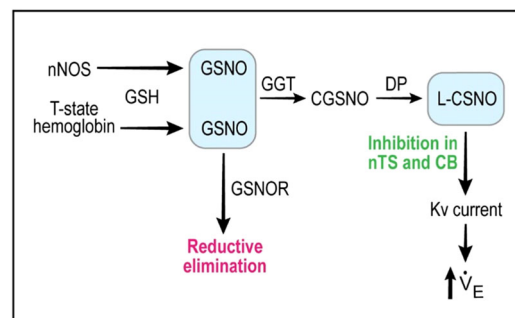 nNOS
GSNO
GSH
T-state
hemoglobin
GSNO
GGT
CGSNO
DP
L-CSNO
Inhibition in
nTS and CB
GSNOR
Kv current
Reductive
elimination
V̇E